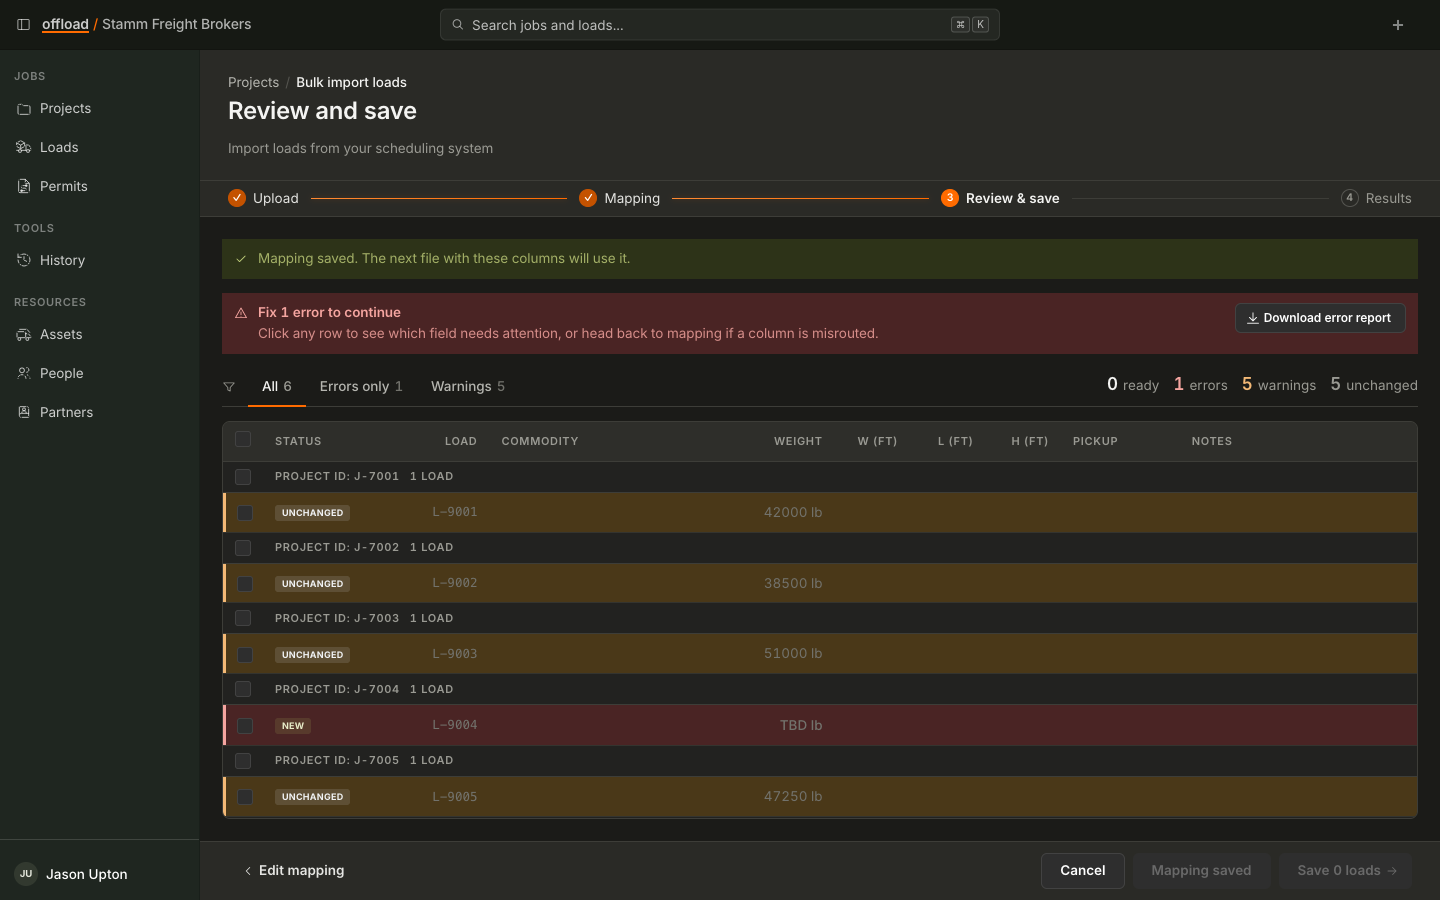 offload / Stamm Freight Brokers
Search jobs and loads...
⌘ K
JOBS
Projects
Loads
Permits
TOOLS
History
RESOURCES
Assets
People
Partners
JU Jason Upton
Projects / Bulk import loads
Review and save
Import loads from your scheduling system
Upload
Mapping
3 Review & save
4 Results
Mapping saved. The next file with these columns will use it.
Fix 1 error to continue
Click any row to see which field needs attention, or head back to mapping if a column is misrouted.
Download error report
All 6 Errors only 1 Warnings 5
0 ready 1 errors 5 warnings 5 unchanged
STATUS LOAD COMMODITY WEIGHT W (FT) L (FT) H (FT) PICKUP NOTES
PROJECT ID: J-7001 1 LOAD
UNCHANGED L-9001 42000 lb
PROJECT ID: J-7002 1 LOAD
UNCHANGED L-9002 38500 lb
PROJECT ID: J-7003 1 LOAD
UNCHANGED L-9003 51000 lb
PROJECT ID: J-7004 1 LOAD
NEW L-9004 TBD lb
PROJECT ID: J-7005 1 LOAD
UNCHANGED L-9005 47250 lb
Edit mapping
Cancel
Mapping saved
Save 0 loads →